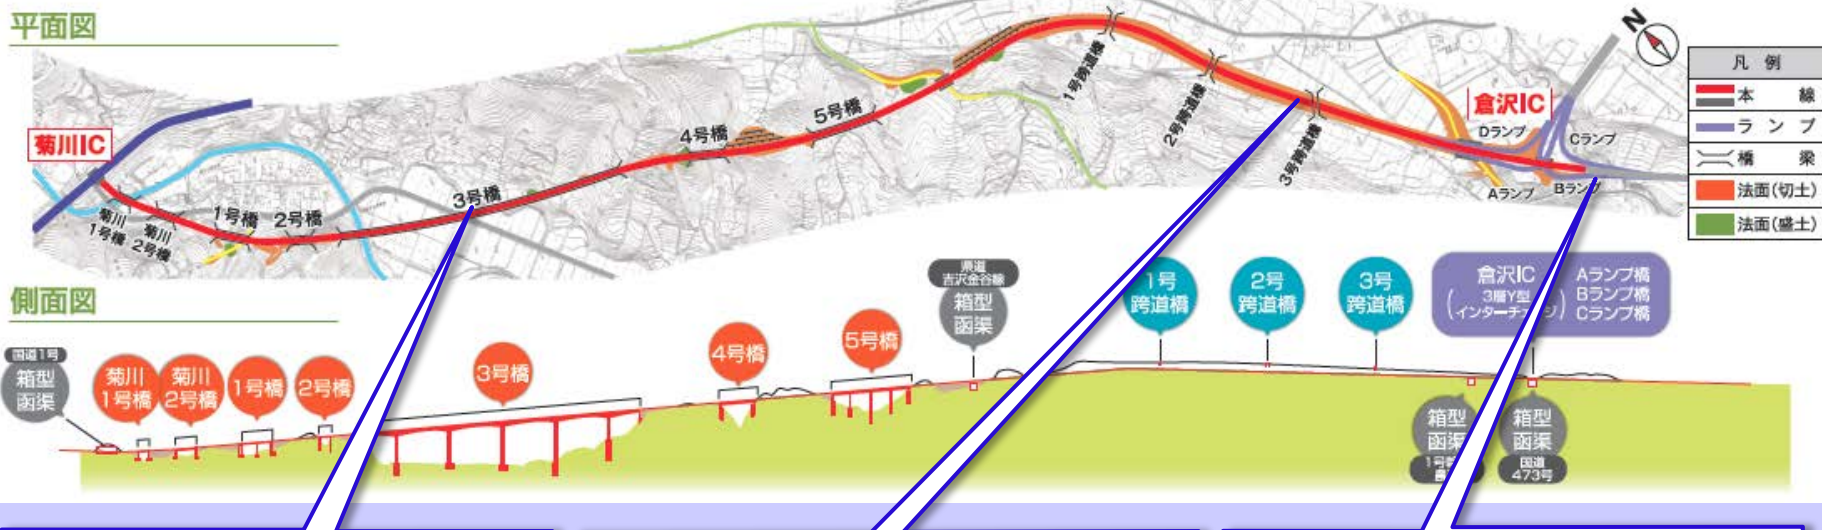 平面図
N
凡例
本線
ランプ
橋梁
法面(切土)
法面(盛土)
菊川IC
菊川
1号橋
菊川
2号橋
1号橋
2号橋
3号橋
4号橋
5号橋
1号跨道橋
2号跨道橋
3号跨道橋
倉沢IC
Dランプ
Cランプ
Aランプ
Bランプ
側面図
国道1号
箱型
函渠
菊川
1号橋
菊川
2号橋
1号橋
2号橋
3号橋
4号橋
5号橋
県道
吉沢金谷線
箱型
函渠
1号
跨道橋
2号
跨道橋
3号
跨道橋
倉沢IC
(3層Y型
インターチェンジ)
Aランプ橋
Bランプ橋
Cランプ橋
箱型
函渠
箱型
函渠
国道
473号